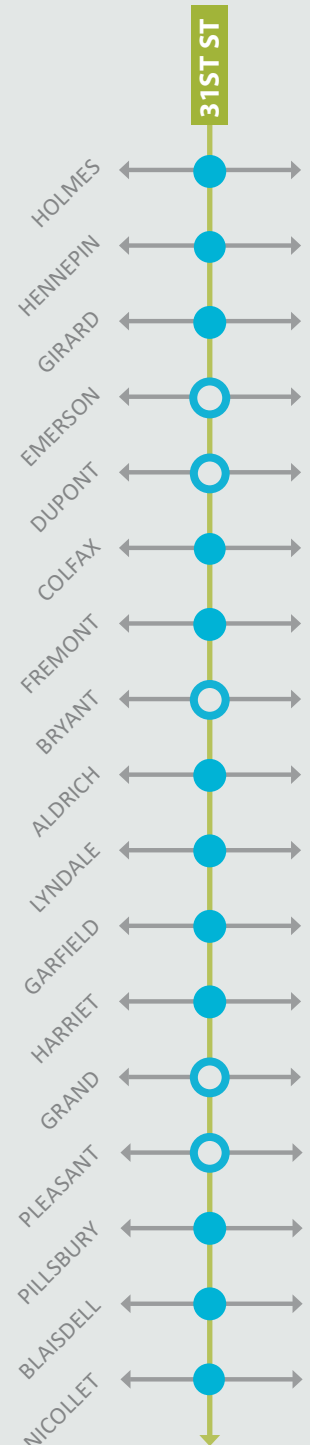 31ST ST
HOLMES
HENNEPIN
GIRARD
EMERSON
DUPONT
COLFAX
FREMONT
BRYANT
ALDRICH
LYNDALE
GARFIELD
HARRIET
GRAND
PLEASANT
PILLSBURY
BLAISDELL
NICOLLET